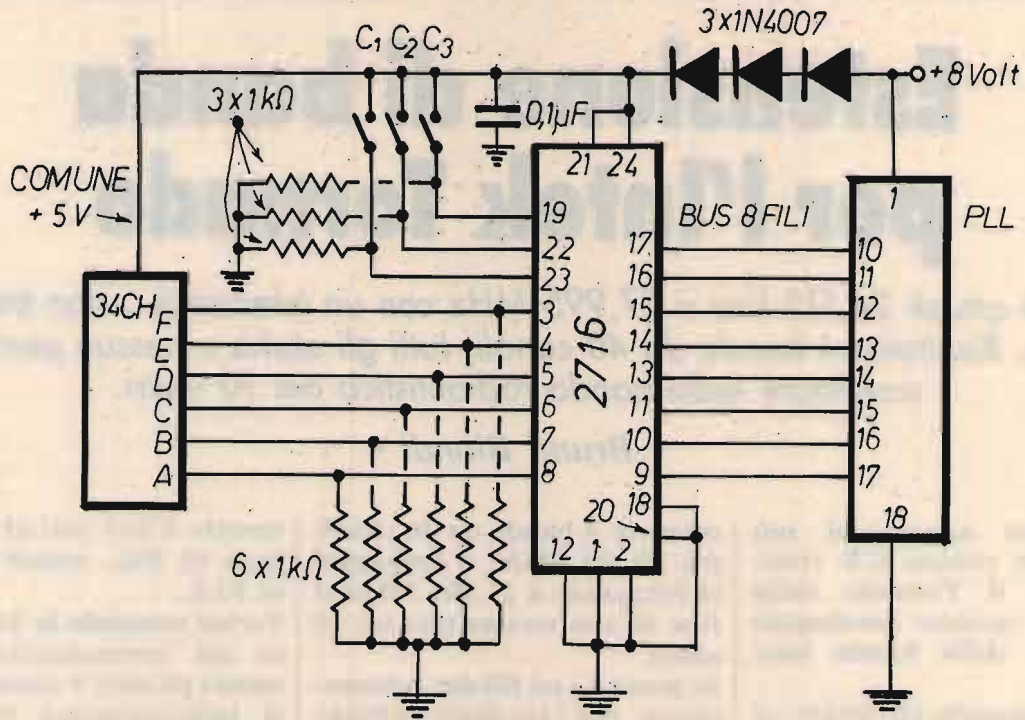 3x1N4007
C1 C2 C3
+8Volt
3x1kΩ
0,1µF
COMUNE
+5V
21 24
1
BUS 8 FILI
PLL
19
22
23
34CH
F
E
D
C
B
A
3
4
5
6
7
8
2716
17
16
15
14
13
11
10
9
18
20
10
11
12
13
14
15
16
17
12 1 2
18
6x1kΩ